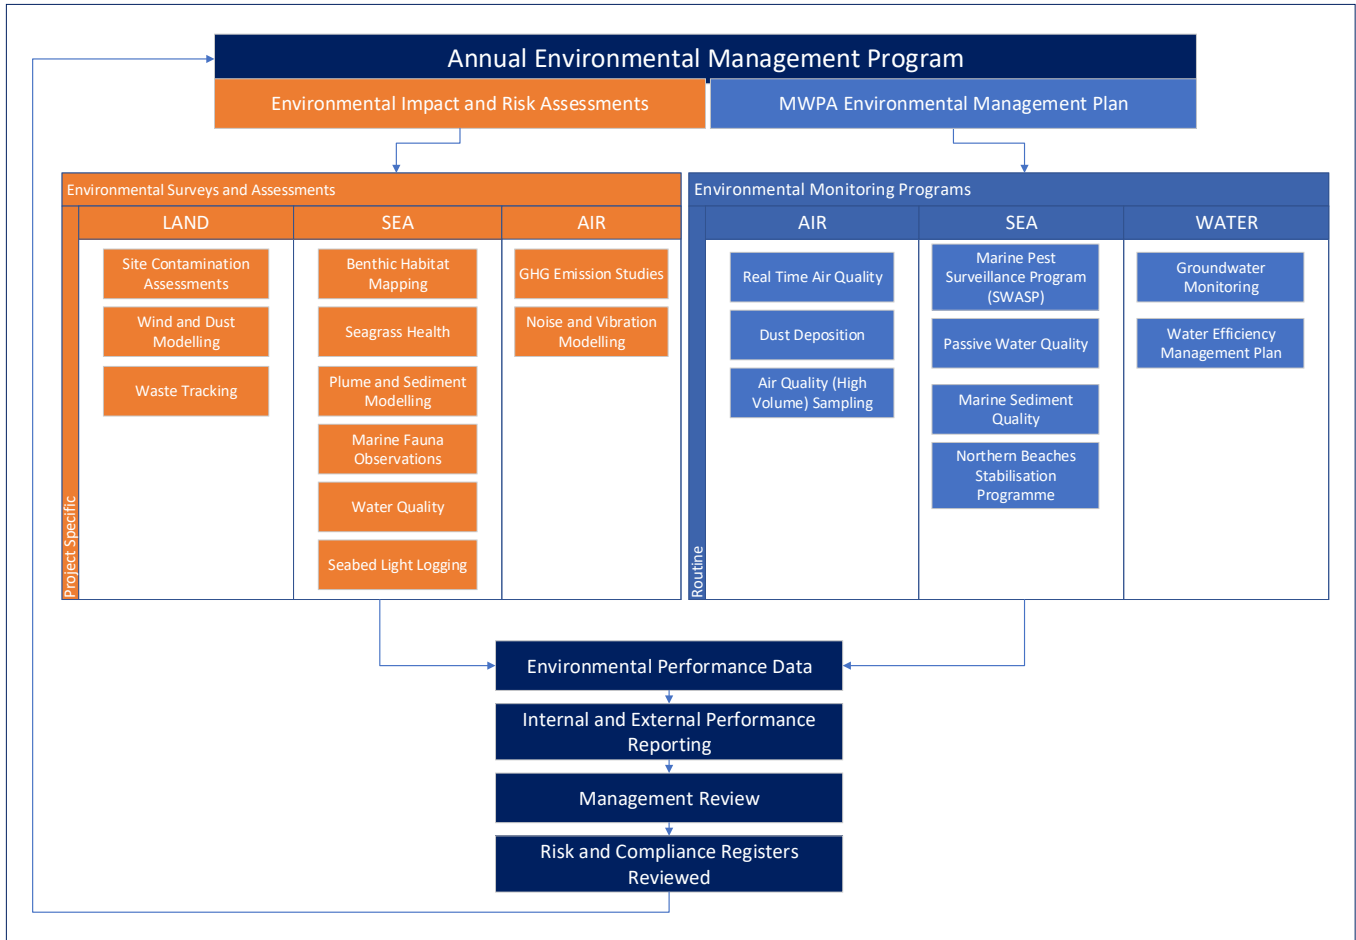 Annual Environmental Management Program
Environmental Impact and Risk Assessments
MWPA Environmental Management Plan
Environmental Surveys and Assessments
Project Specific
LAND
Site Contamination
Assessments
Wind and Dust
Modelling
Waste Tracking
SEA
Benthic Habitat
Mapping
Seagrass Health
Plume and Sediment
Modelling
Marine Fauna
Observations
Water Quality
Seabed Light Logging
AIR
GHG Emission Studies
Noise and Vibration
Modelling
Environmental Monitoring Programs
Routine
AIR
Real Time Air Quality
Dust Deposition
Air Quality (High
Volume) Sampling
SEA
Marine Pest
Surveillance Program
(SWASP)
Passive Water Quality
Marine Sediment
Quality
Northern Beaches
Stabilisation
Programme
WATER
Groundwater
Monitoring
Water Efficiency
Management Plan
Environmental Performance Data
Internal and External Performance
Reporting
Management Review
Risk and Compliance Registers
Reviewed